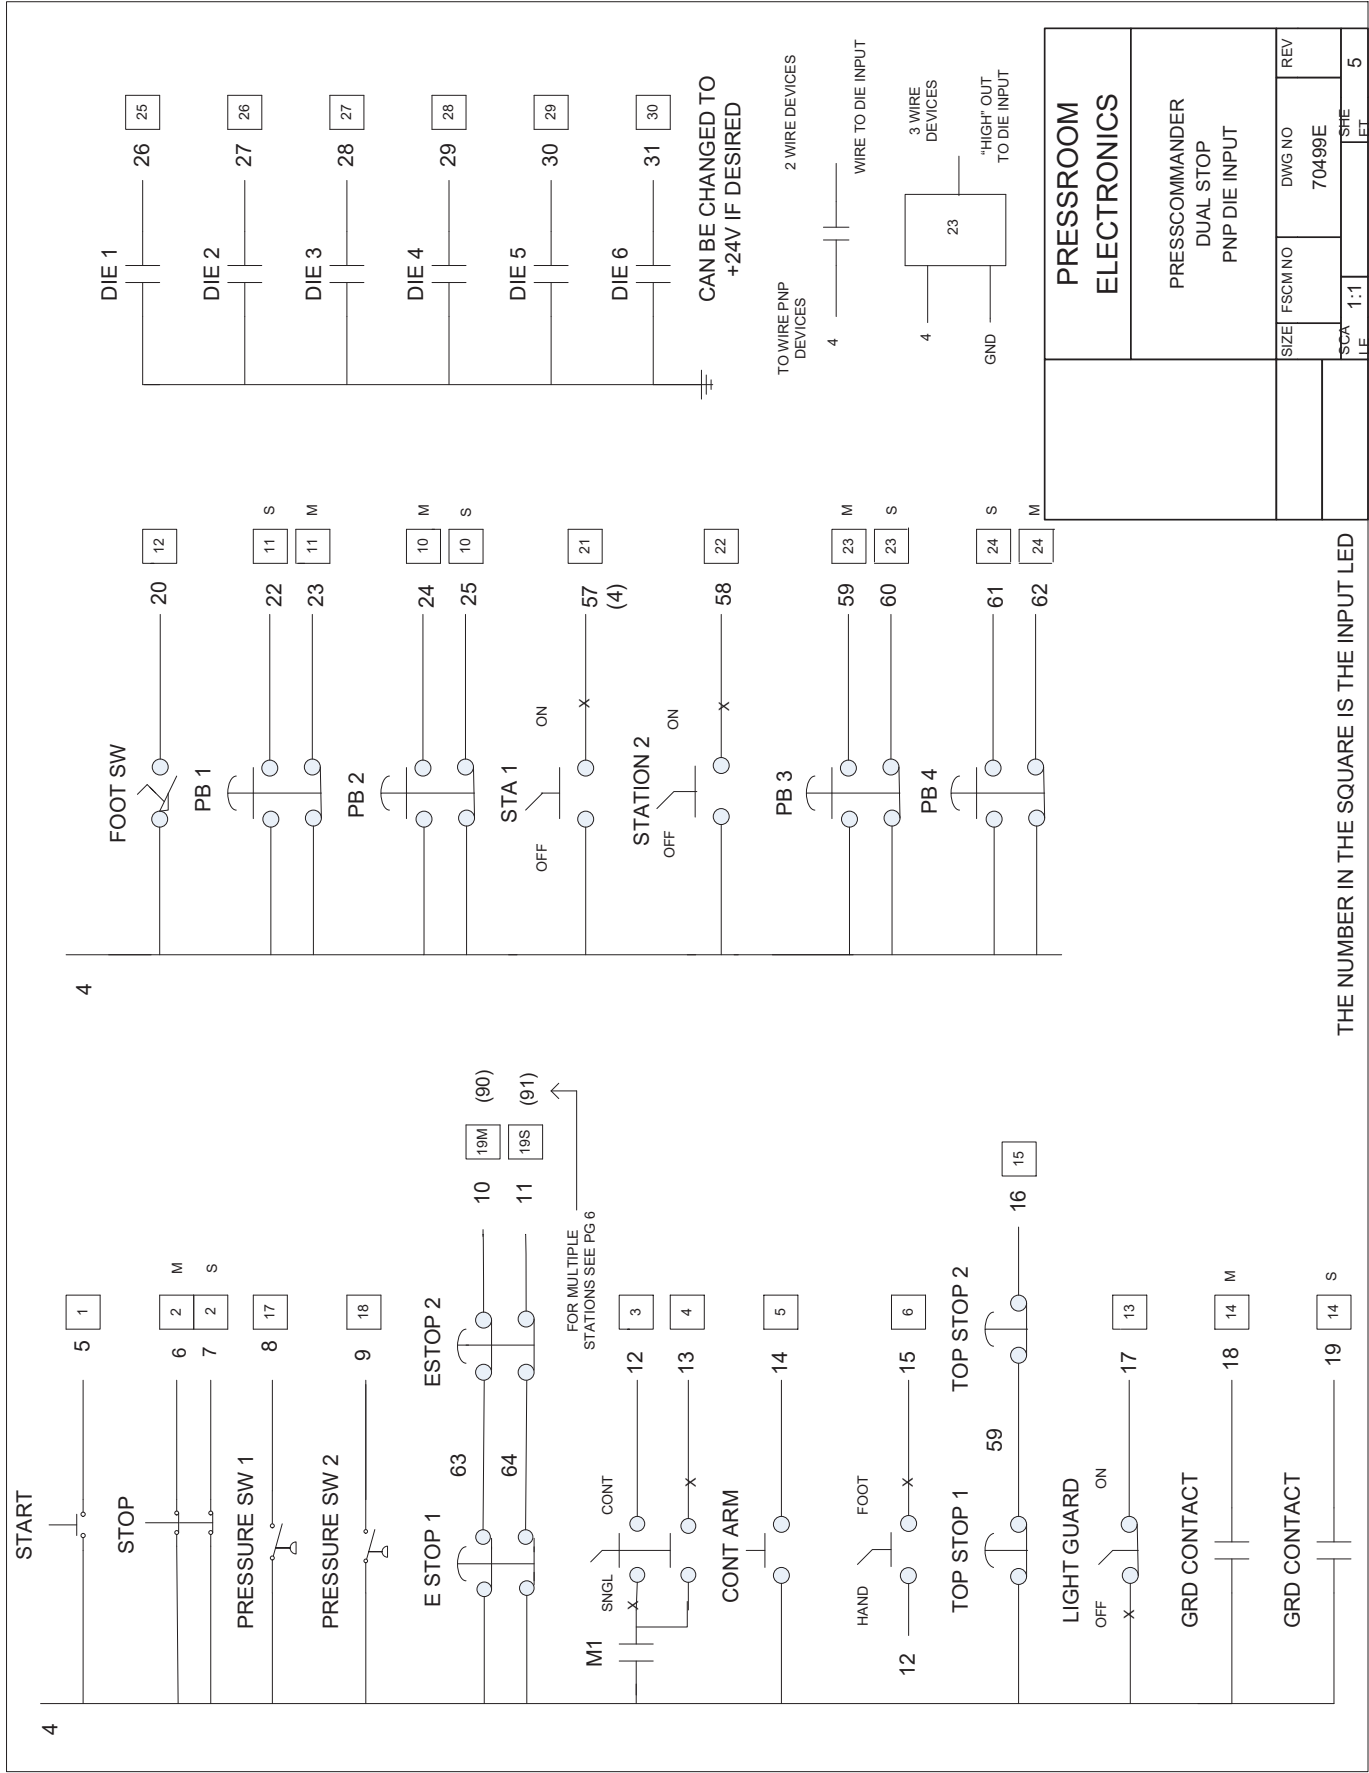 4
START
5
1
STOP
6
2
M
7
2
S
PRESSURE SW 1
8
17
PRESSURE SW 2
9
18
E STOP 1
63
64
ESTOP 2
10
19M
(90)
11
19S
(91)
FOR MULTIPLE
STATIONS SEE PG 6
M1
SNGL
CONT
X
12
3
X
13
4
CONT ARM
14
5
12
HAND
FOOT
X
15
6
TOP STOP 1
59
TOP STOP 2
16
15
LIGHT GUARD
OFF
ON
X
17
13
GRD CONTACT
18
14
M
GRD CONTACT
19
14
S
4
FOOT SW
20
12
PB 1
22
11
S
23
11
M
PB 2
24
10
M
25
10
S
STA 1
OFF
ON
X
57
(4)
21
STATION 2
OFF
ON
X
58
22
PB 3
59
23
M
60
23
S
PB 4
61
24
S
62
24
M
THE NUMBER IN THE SQUARE IS THE INPUT LED
DIE 1
26
25
DIE 2
27
26
DIE 3
28
27
DIE 4
29
28
DIE 5
30
29
DIE 6
31
30
CAN BE CHANGED TO
+24V IF DESIRED
TO WIRE PNP
DEVICES
2 WIRE DEVICES
4
WIRE TO DIE INPUT
3 WIRE
DEVICES
4
23
GND
"HIGH" OUT
TO DIE INPUT
PRESSROOM
ELECTRONICS
PRESSCOMMANDER
DUAL STOP
PNP DIE INPUT
SIZE
FSCM NO
DWG NO
REV
70499E
SCA
LE
1:1
SHE
ET
5